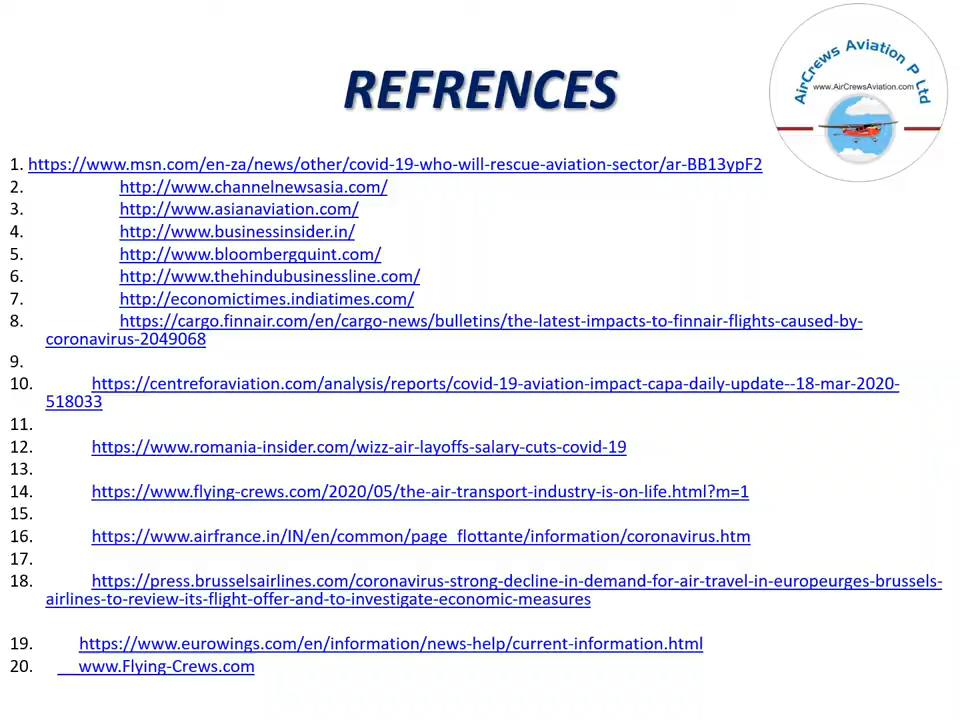 REFRENCES
AirCrews Aviation P Ltd
www.AirCrewsAviation.com
1. https://www.msn.com/en-za/news/other/covid-19-who-will-rescue-aviation-sector/ar-BB13ypF2
2. http://www.channelnewsasia.com/
3. http://www.asianaviation.com/
4. http://www.businessinsider.in/
5. http://www.bloombergquint.com/
6. http://www.thehindubusinessline.com/
7. http://economictimes.indiatimes.com/
8. https://cargo.finnair.com/en/cargo-news/bulletins/the-latest-impacts-to-finnair-flights-caused-by-
coronavirus-2049068
9.
10. https://centreforaviation.com/analysis/reports/covid-19-aviation-impact-capa-daily-update--18-mar-2020-
518033
11.
12. https://www.romania-insider.com/wizz-air-layoffs-salary-cuts-covid-19
13.
14. https://www.flying-crews.com/2020/05/the-air-transport-industry-is-on-life.html?m=1
15.
16. https://www.airfrance.in/IN/en/common/page_flottante/information/coronavirus.htm
17.
18. https://press.brusselsairlines.com/coronavirus-strong-decline-in-demand-for-air-travel-in-europeurges-brussels-
airlines-to-review-its-flight-offer-and-to-investigate-economic-measures
19. https://www.eurowings.com/en/information/news-help/current-information.html
20. www.Flying-Crews.com